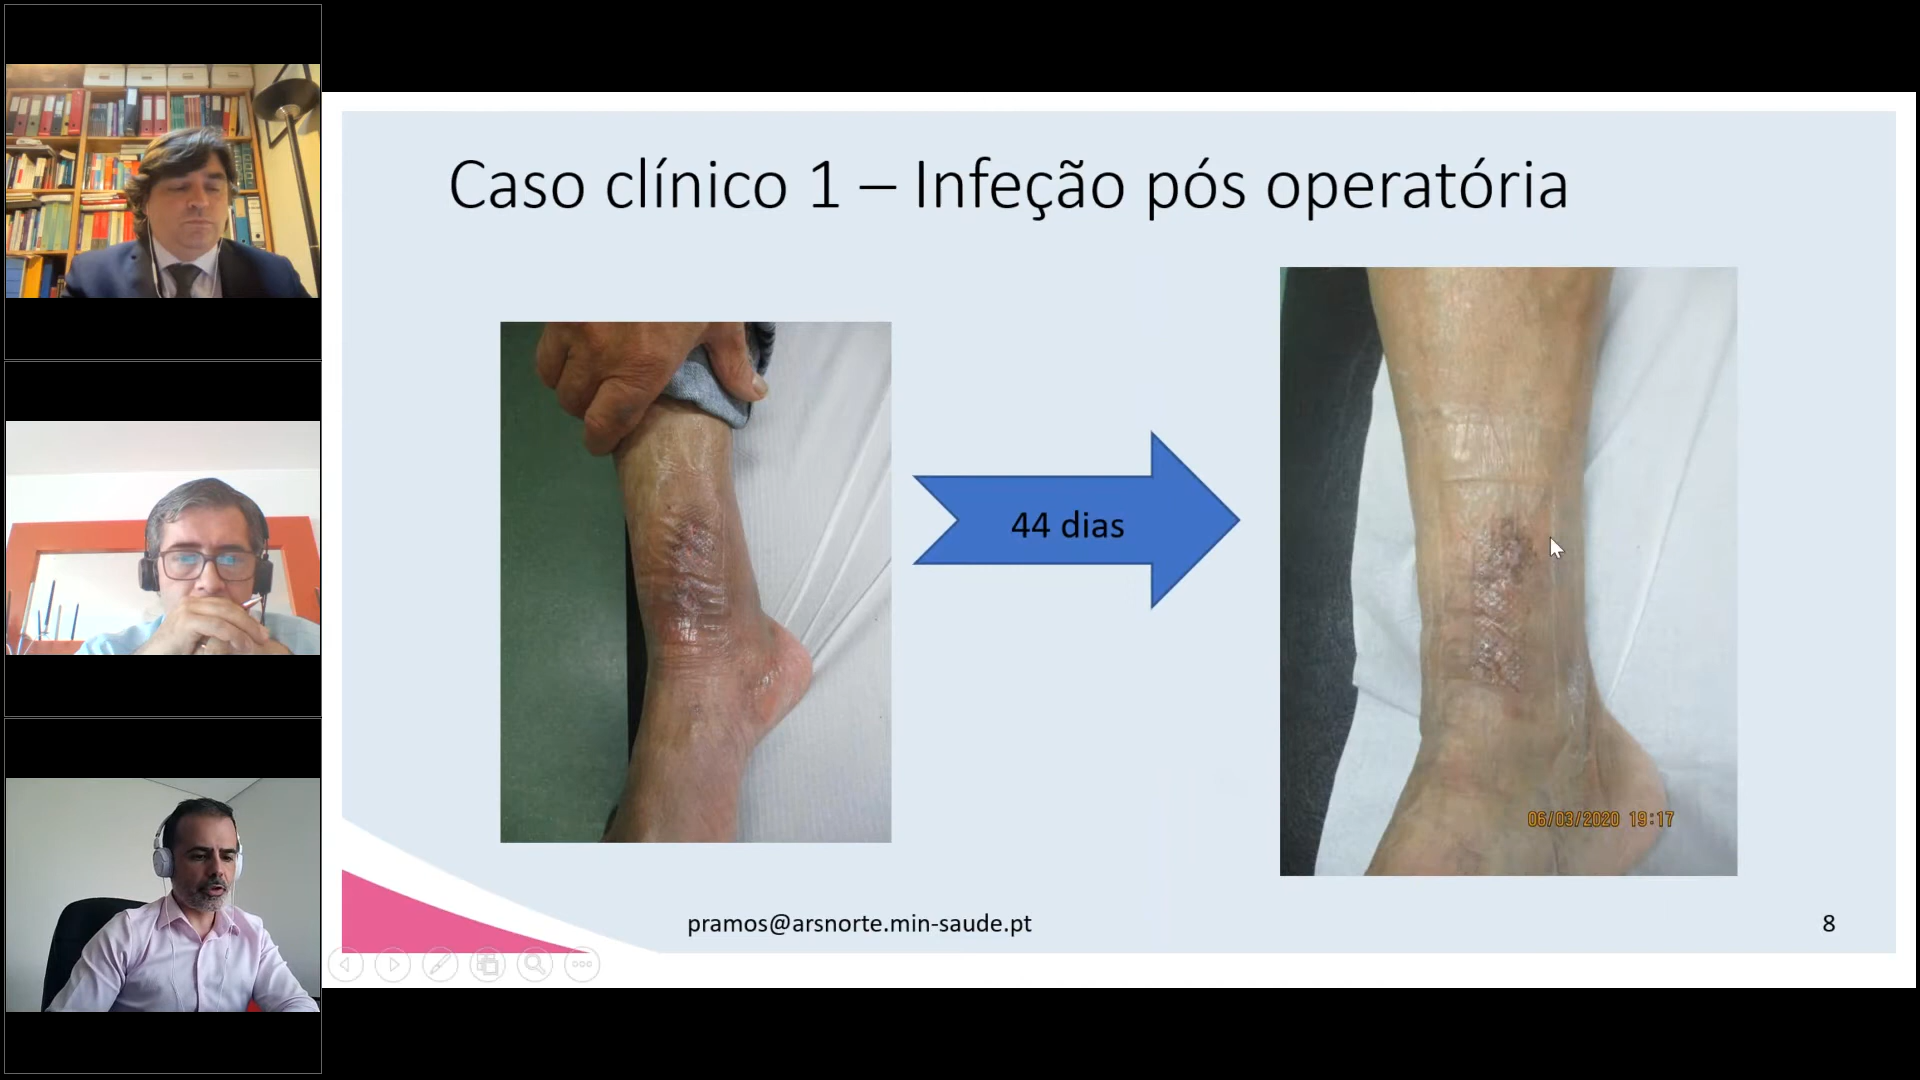 Caso clínico 1 – Infeção pós operatória
44 dias
06/03/2020 19:17
pramos@arsnorte.min-saude.pt
8